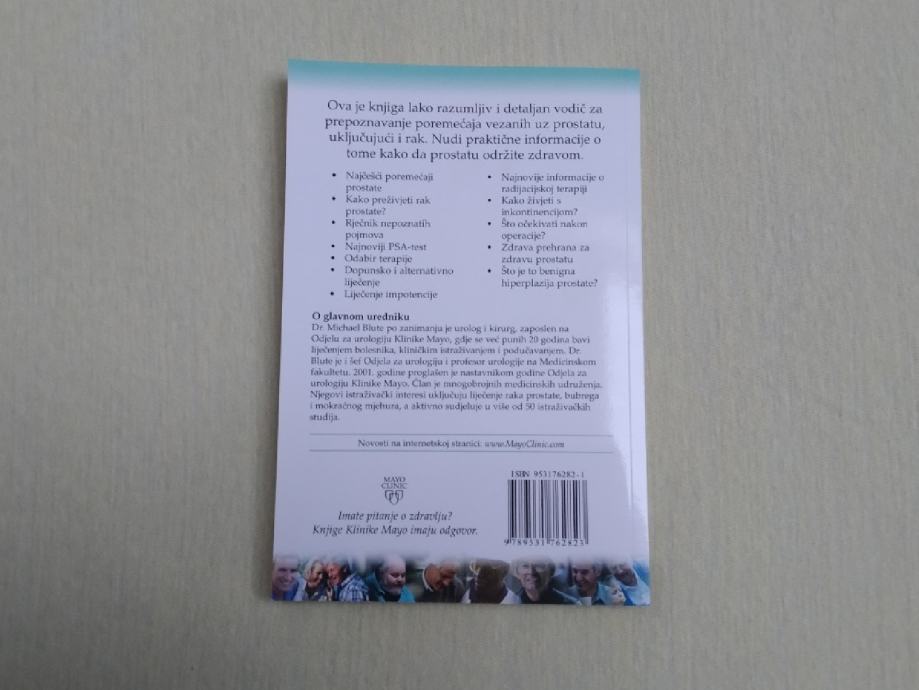 Ova je knjiga lako razumljiv i detaljan vodič za
prepoznavanje poremećaja vezanih uz prostatu,
uključujući i rak. Nudi praktične informacije o
tome kako da prostatu održite zdravom.
• Najčešći poremećaji
prostate
• Kako preživjeti rak
prostate?
• Rječnik nepoznatih
pojmova
• Najnoviji PSA-test
• Odabir terapije
• Dopunsko i alternativno
liječenje
• Liječenje impotencije
• Najnovije informacije o
radijacijskoj terapiji
• Kako živjeti s
inkontinencijom?
• Što očekivati nakon
operacije?
• Zdrava prehrana za
zdravu prostatu
• Što je to benigna
hiperplazija prostate?
O glavnom uredniku
Dr. Michael Blute po zanimanju je urolog i kirurg, zaposlen na
Odjelu za urologiju Klinike Mayo, gdje se već punih 20 godina bavi
liječenjem bolesnika, kliničkim istraživanjem i podučavanjem. Dr.
Blute je i šef Odjela za urologiju i profesor urologije na Medicinskom
fakultetu. 2001. godine proglašen je nastavnikom godine Odjela za
urologiju Klinike Mayo. Član je mnogobrojnih medicinskih udruženja.
Njegovi istraživački interesi uključuju liječenje raka prostate, bubrega
i mokraćnog mjehura, a aktivno sudjeluje u više od 50 istraživačkih
studija.
Novosti na internetskoj stranici: www.MayoClinic.com
MAYO
CLINIC
Imate pitanje o zdravlju?
Knjige Klinike Mayo imaju odgovor.
ISBN 953176282-1
9 789531 762823